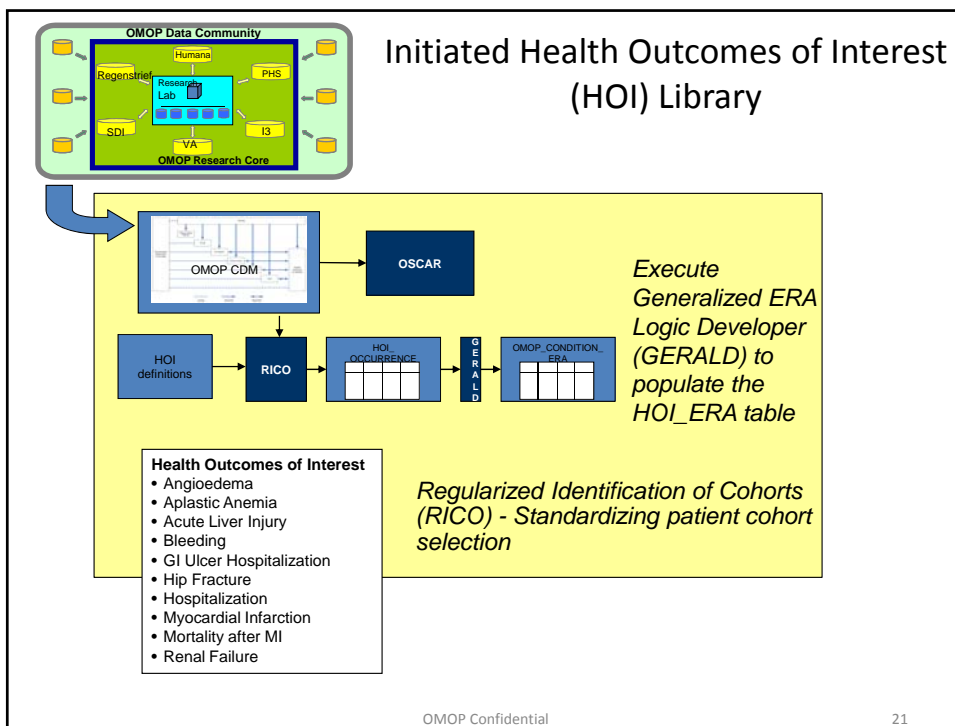 OMOP Data Community
Humana
Regenstrief
PHS
Research
Lab
SDI
I3
VA
OMOP Research Core
Initiated Health Outcomes of Interest
(HOI) Library
OMOP CDM
OSCAR
Execute
Generalized ERA
Logic Developer
(GERALD) to
populate the
HOI_ERA table
HOI
definitions
RICO
HOI_
OCCURRENCE
GERALD
OMOP_CONDITION_
ERA
Health Outcomes of Interest
• Angioedema
• Aplastic Anemia
• Acute Liver Injury
• Bleeding
• GI Ulcer Hospitalization
• Hip Fracture
• Hospitalization
• Myocardial Infarction
• Mortality after MI
• Renal Failure
Regularized Identification of Cohorts
(RICO) - Standardizing patient cohort
selection
OMOP Confidential
21